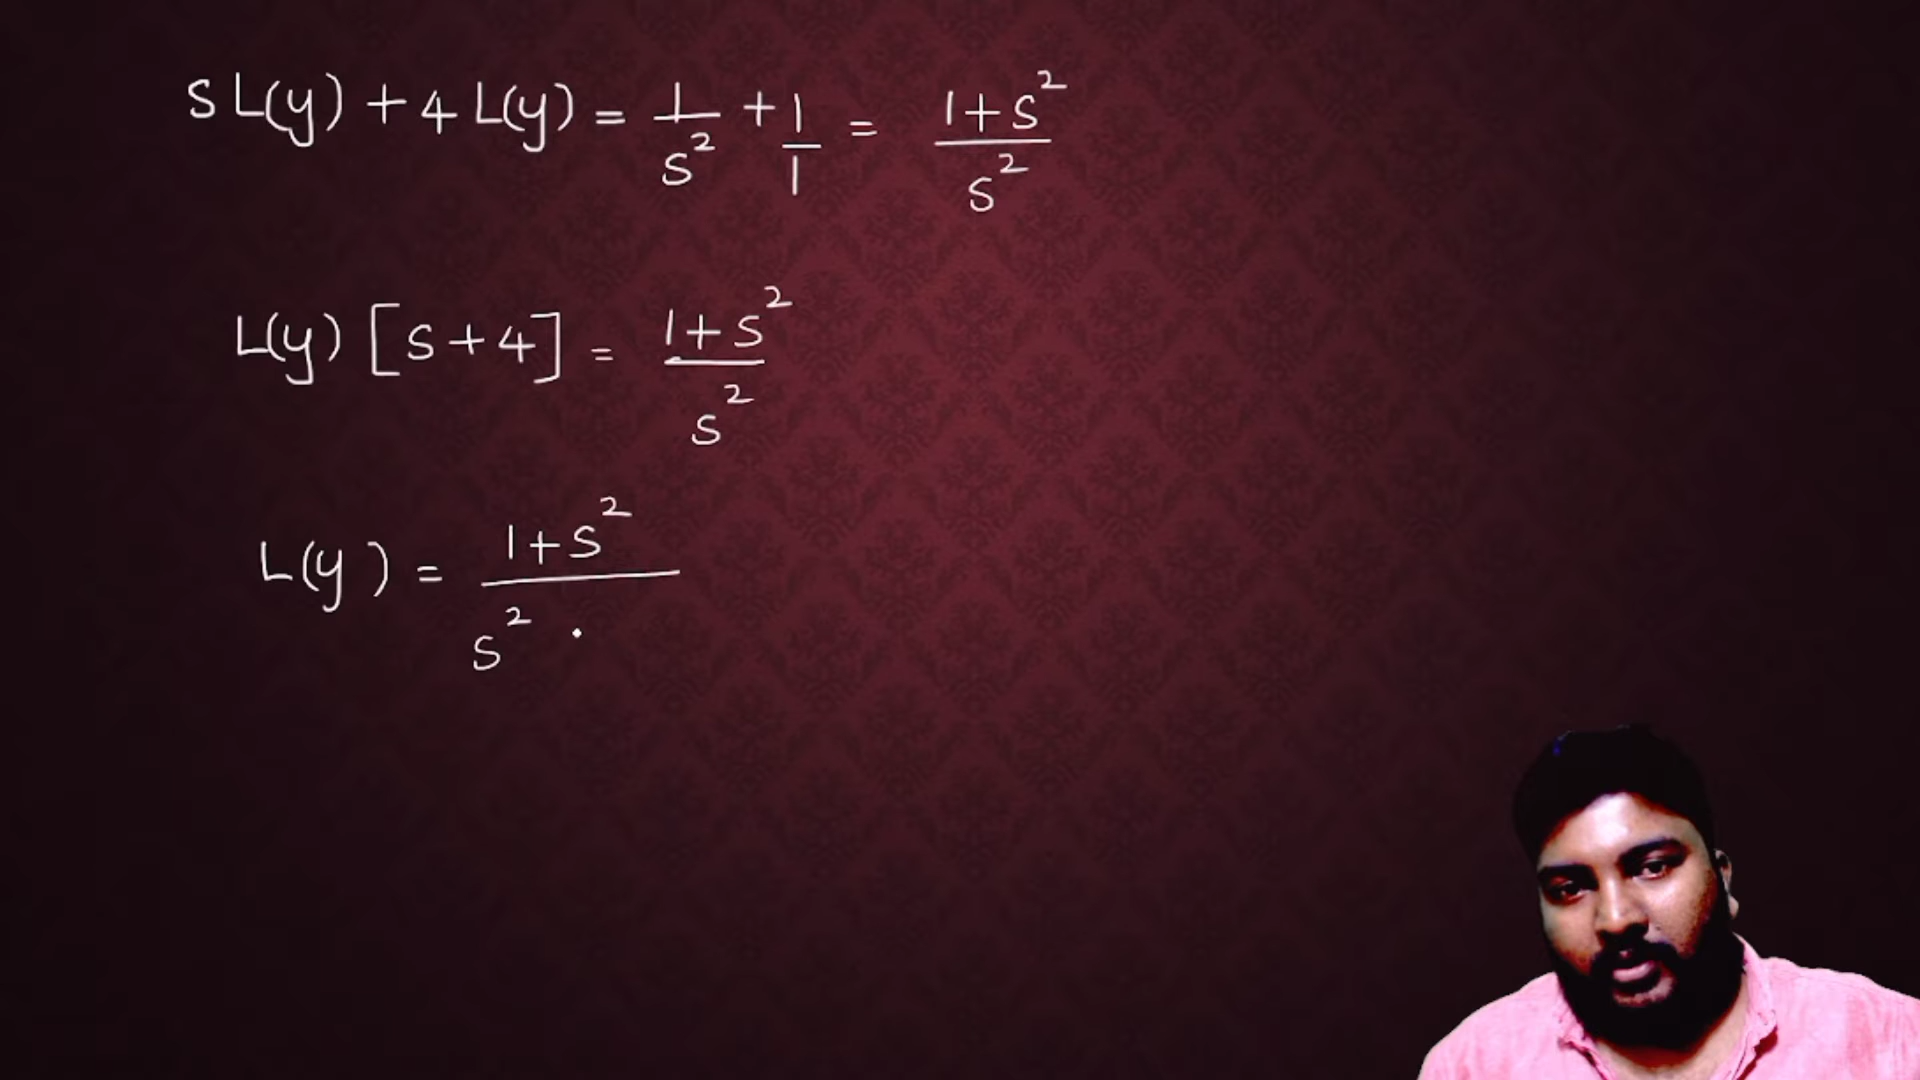 S L(y) + 4 L(y) = 1/s² + 1/1 = 1+s²/s²
L(y) [s+4] = 1+s²/s²
L(y) = 1+s²/s² .